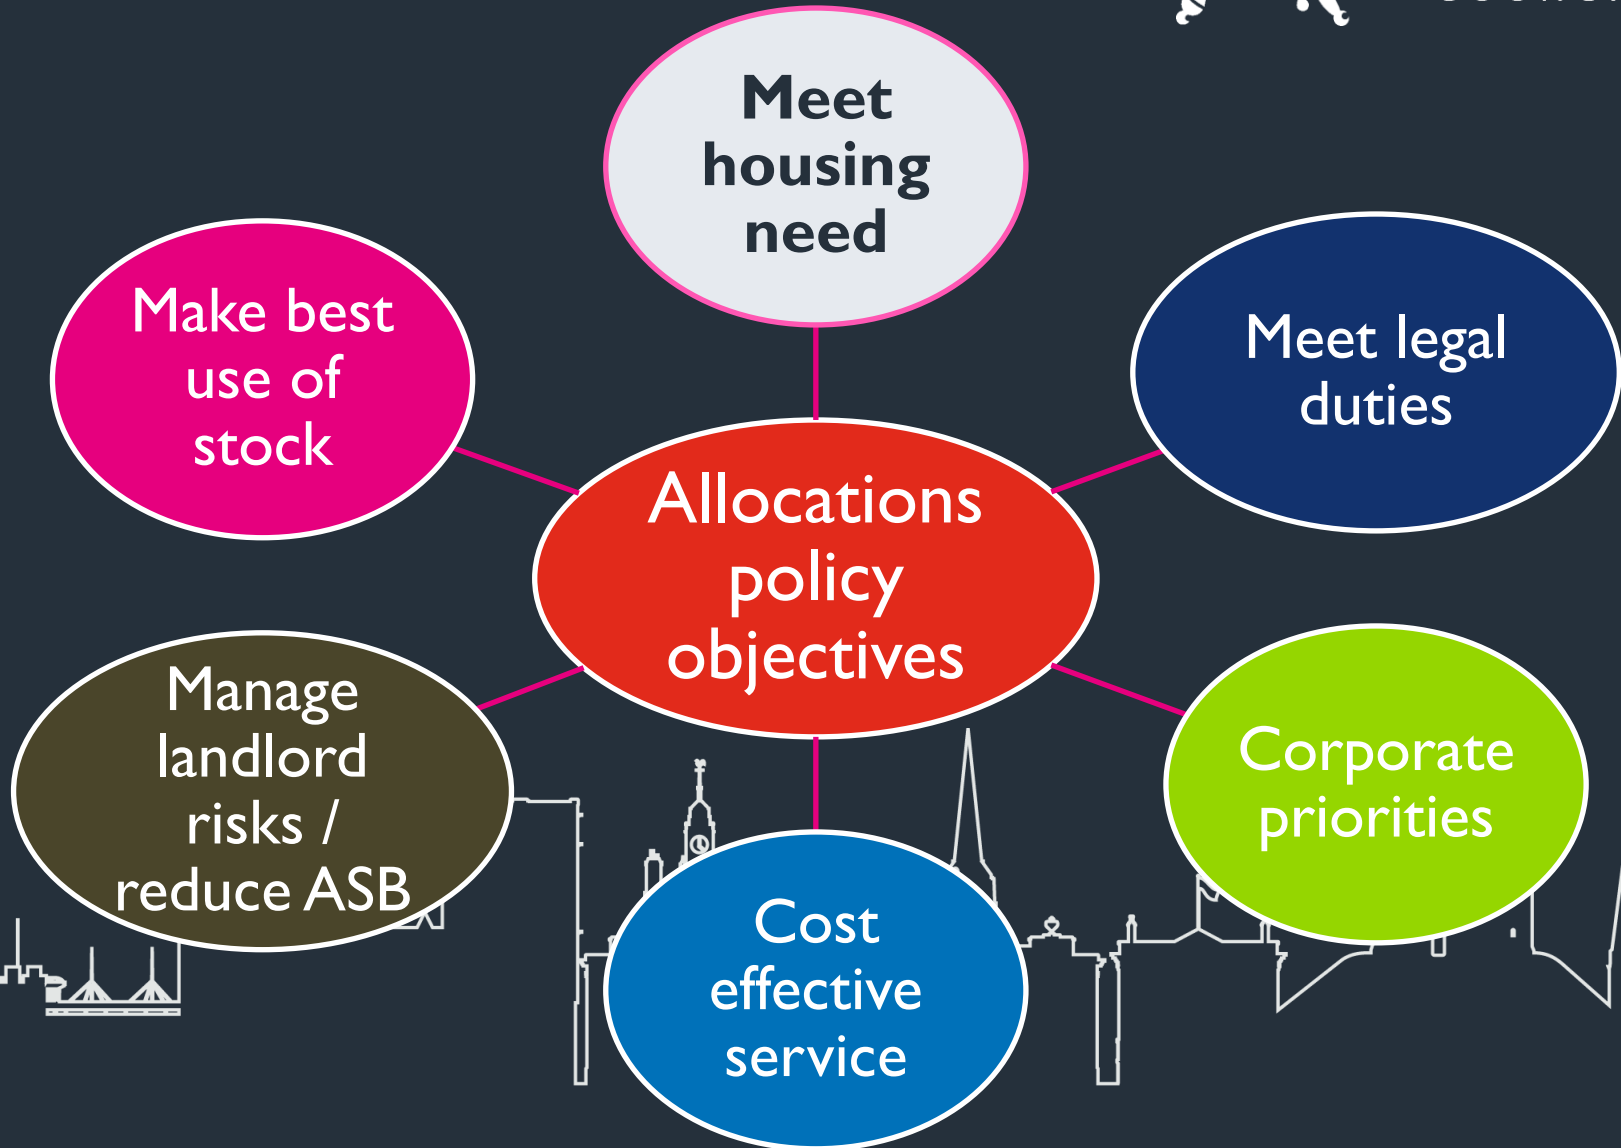 Meet
housing
need
Make best
use of
stock
Meet legal
duties
Allocations
policy
objectives
Manage
landlord
risks /
reduce ASB
Corporate
priorities
Cost
effective
service